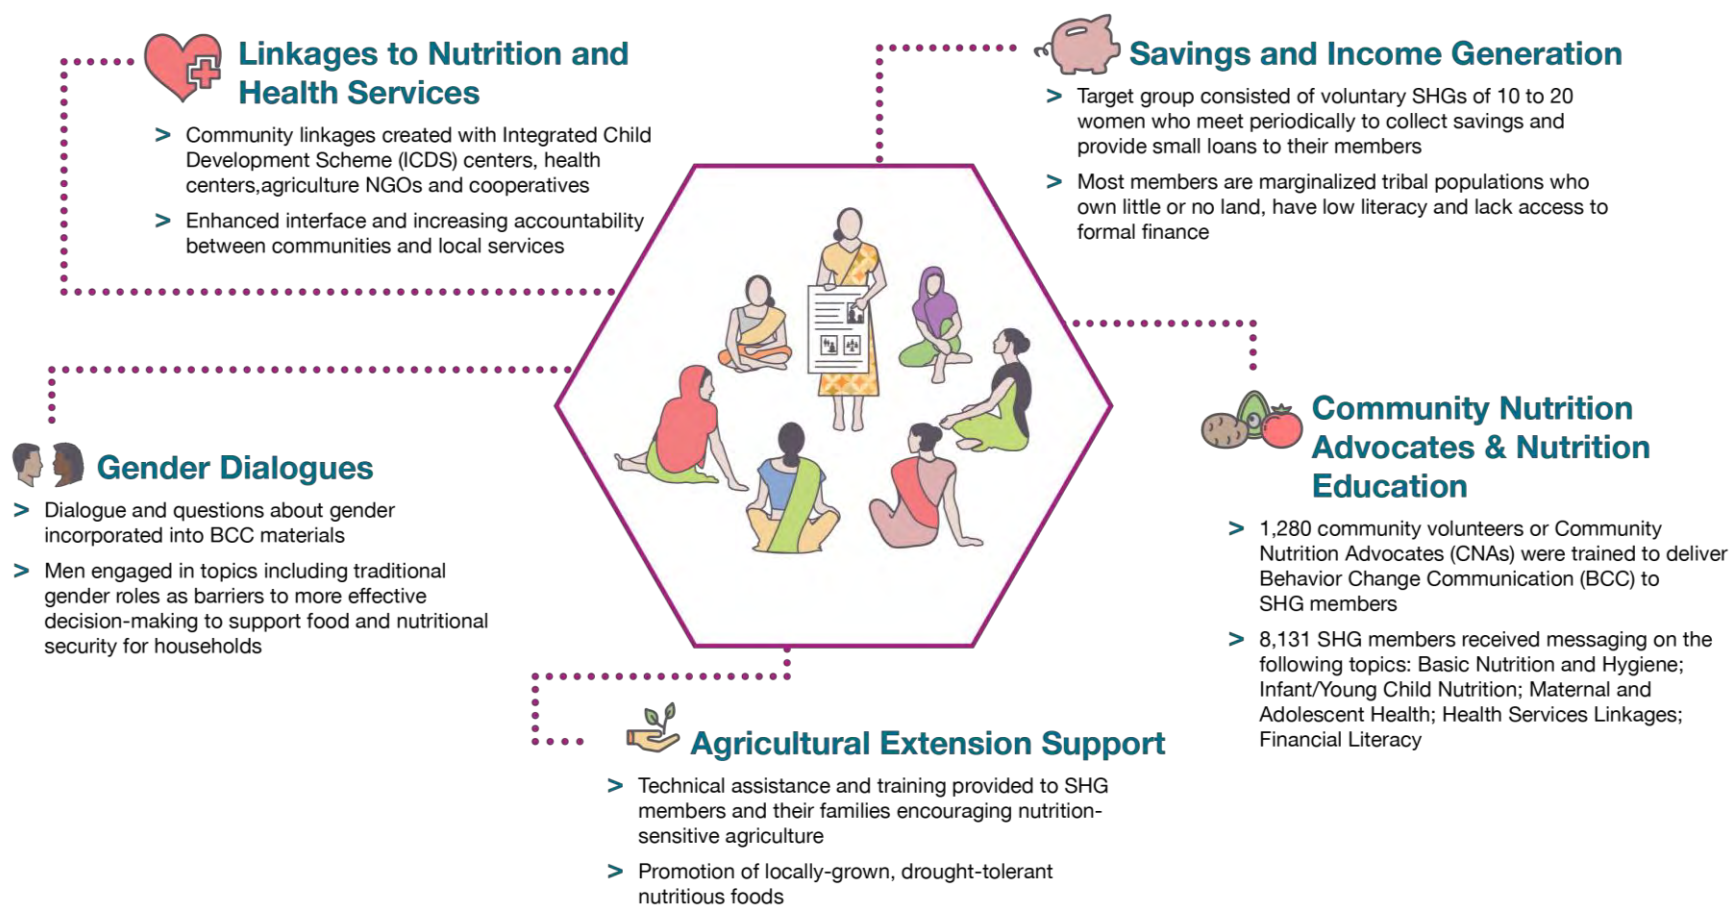 Linkages to Nutrition and
Health Services
> Community linkages created with Integrated Child
Development Scheme (ICDS) centers, health
centers,agriculture NGOs and cooperatives
> Enhanced interface and increasing accountability
between communities and local services
Savings and Income Generation
> Target group consisted of voluntary SHGs of 10 to 20
women who meet periodically to collect savings and
provide small loans to their members
> Most members are marginalized tribal populations who
own little or no land, have low literacy and lack access to
formal finance
Gender Dialogues
> Dialogue and questions about gender
incorporated into BCC materials
> Men engaged in topics including traditional
gender roles as barriers to more effective
decision-making to support food and nutritional
security for households
Community Nutrition
Advocates & Nutrition
Education
> 1,280 community volunteers or Community
Nutrition Advocates (CNAs) were trained to deliver
Behavior Change Communication (BCC) to
SHG members
> 8,131 SHG members received messaging on the
following topics: Basic Nutrition and Hygiene;
Infant/Young Child Nutrition; Maternal and
Adolescent Health; Health Services Linkages;
Financial Literacy
Agricultural Extension Support
> Technical assistance and training provided to SHG
members and their families encouraging nutrition-
sensitive agriculture
> Promotion of locally-grown, drought-tolerant
nutritious foods